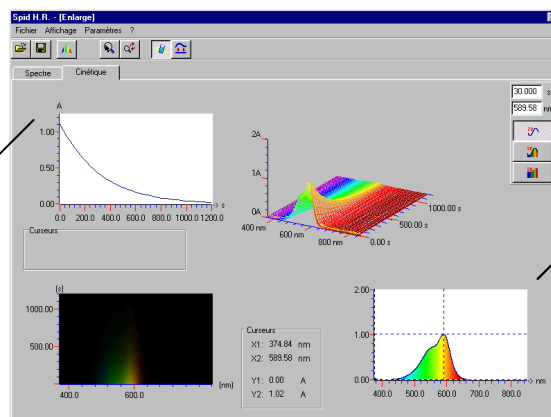 Spid H.R. - [Enlarge]
Fichier Affichage Paramètres ?
Spectre Cinétique
30.000 s
589.58 nm
A
1.00
0.50
0.00
0.0 200.0 400.0 600.0 800.0 1000.0 1200.0 s
2A
1A
0A
400 nm 600 nm 800 nm
0.00 s 500.00 s 1000.00 s
Curseurs
(s)
1000.00
500.00
400.0 600.0 (nm)
Curseurs
X1: 374.84 nm
X2: 589.58 nm
Y1: 0.00 A
Y2: 1.02 A
2.00
1.00
0.00
400.0 500.0 600.0 700.0 800.0